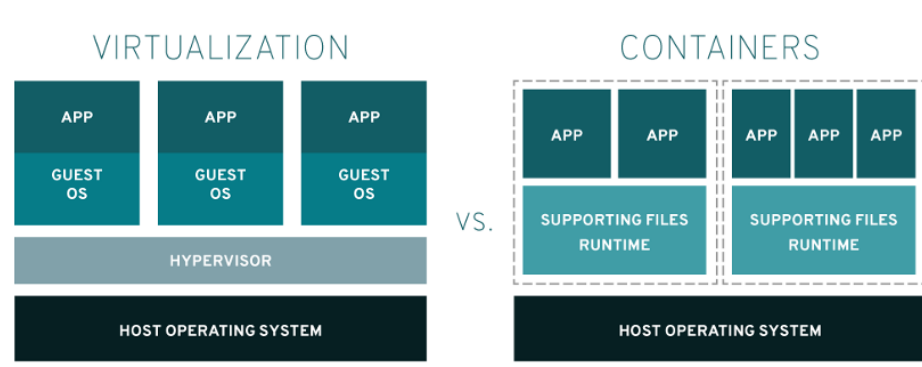 VIRTUALIZATION
APP
GUEST
OS
APP
GUEST
OS
APP
GUEST
OS
HYPERVISOR
HOST OPERATING SYSTEM
VS.
CONTAINERS
APP
APP
SUPPORTING FILES
RUNTIME
APP
APP
APP
SUPPORTING FILES
RUNTIME
HOST OPERATING SYSTEM